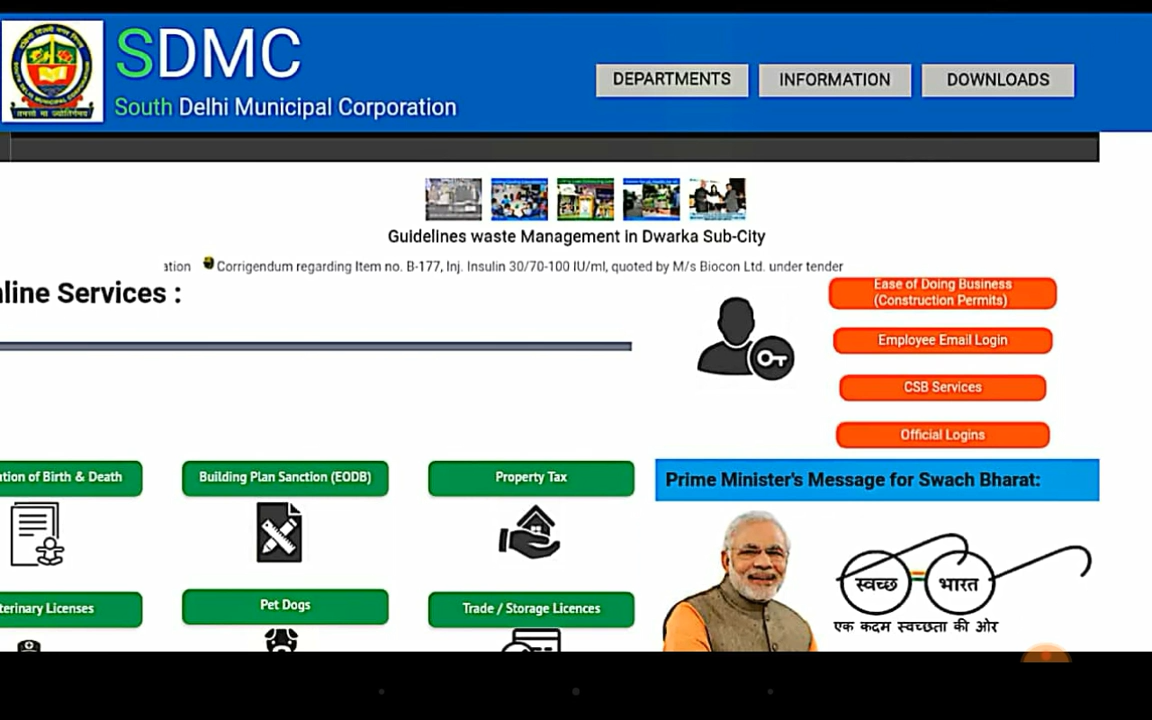 SDMC
South Delhi Municipal Corporation
DEPARTMENTS
INFORMATION
DOWNLOADS
Guidelines waste Management in Dwarka Sub-City
ation Corrigendum regarding Item no. B-177, Inj. Insulin 30/70-100 IU/ml, quoted by M/s Biocon Ltd. under tender
line Services :
Ease of Doing Business
(Construction Permits)
Employee Email Login
CSB Services
Official Logins
tion of Birth & Death
Building Plan Sanction (EODB)
Property Tax
Prime Minister's Message for Swach Bharat:
स्वच्छ भारत
एक कदम स्वच्छता की ओर
terinary Licenses
Pet Dogs
Trade / Storage Licences